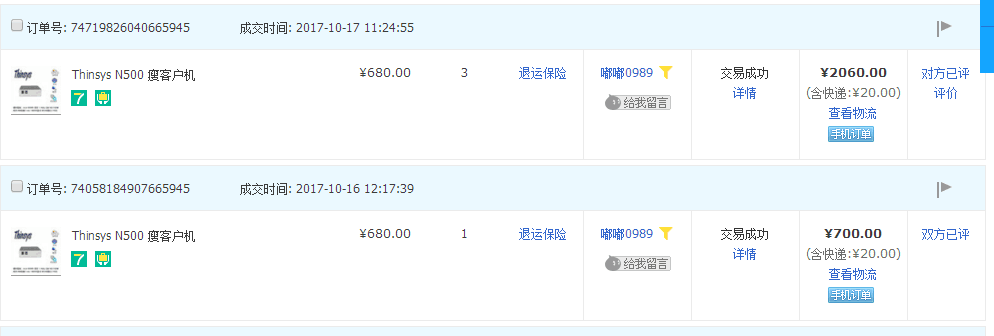 订单号: 74719826040665945 成交时间: 2017-10-17 11:24:55
Thinsys N500 瘦客户机 ¥680.00 3 退运保险 嘟嘟0989 交易成功 ¥2060.00 对方已评
7 给我留言 详情 (含快递:¥20.00) 评价
查看物流
手机订单
订单号: 74058184907665945 成交时间: 2017-10-16 12:17:39
Thinsys N500 瘦客户机 ¥680.00 1 退运保险 嘟嘟0989 交易成功 ¥700.00 双方已评
7 给我留言 详情 (含快递:¥20.00)
查看物流
手机订单